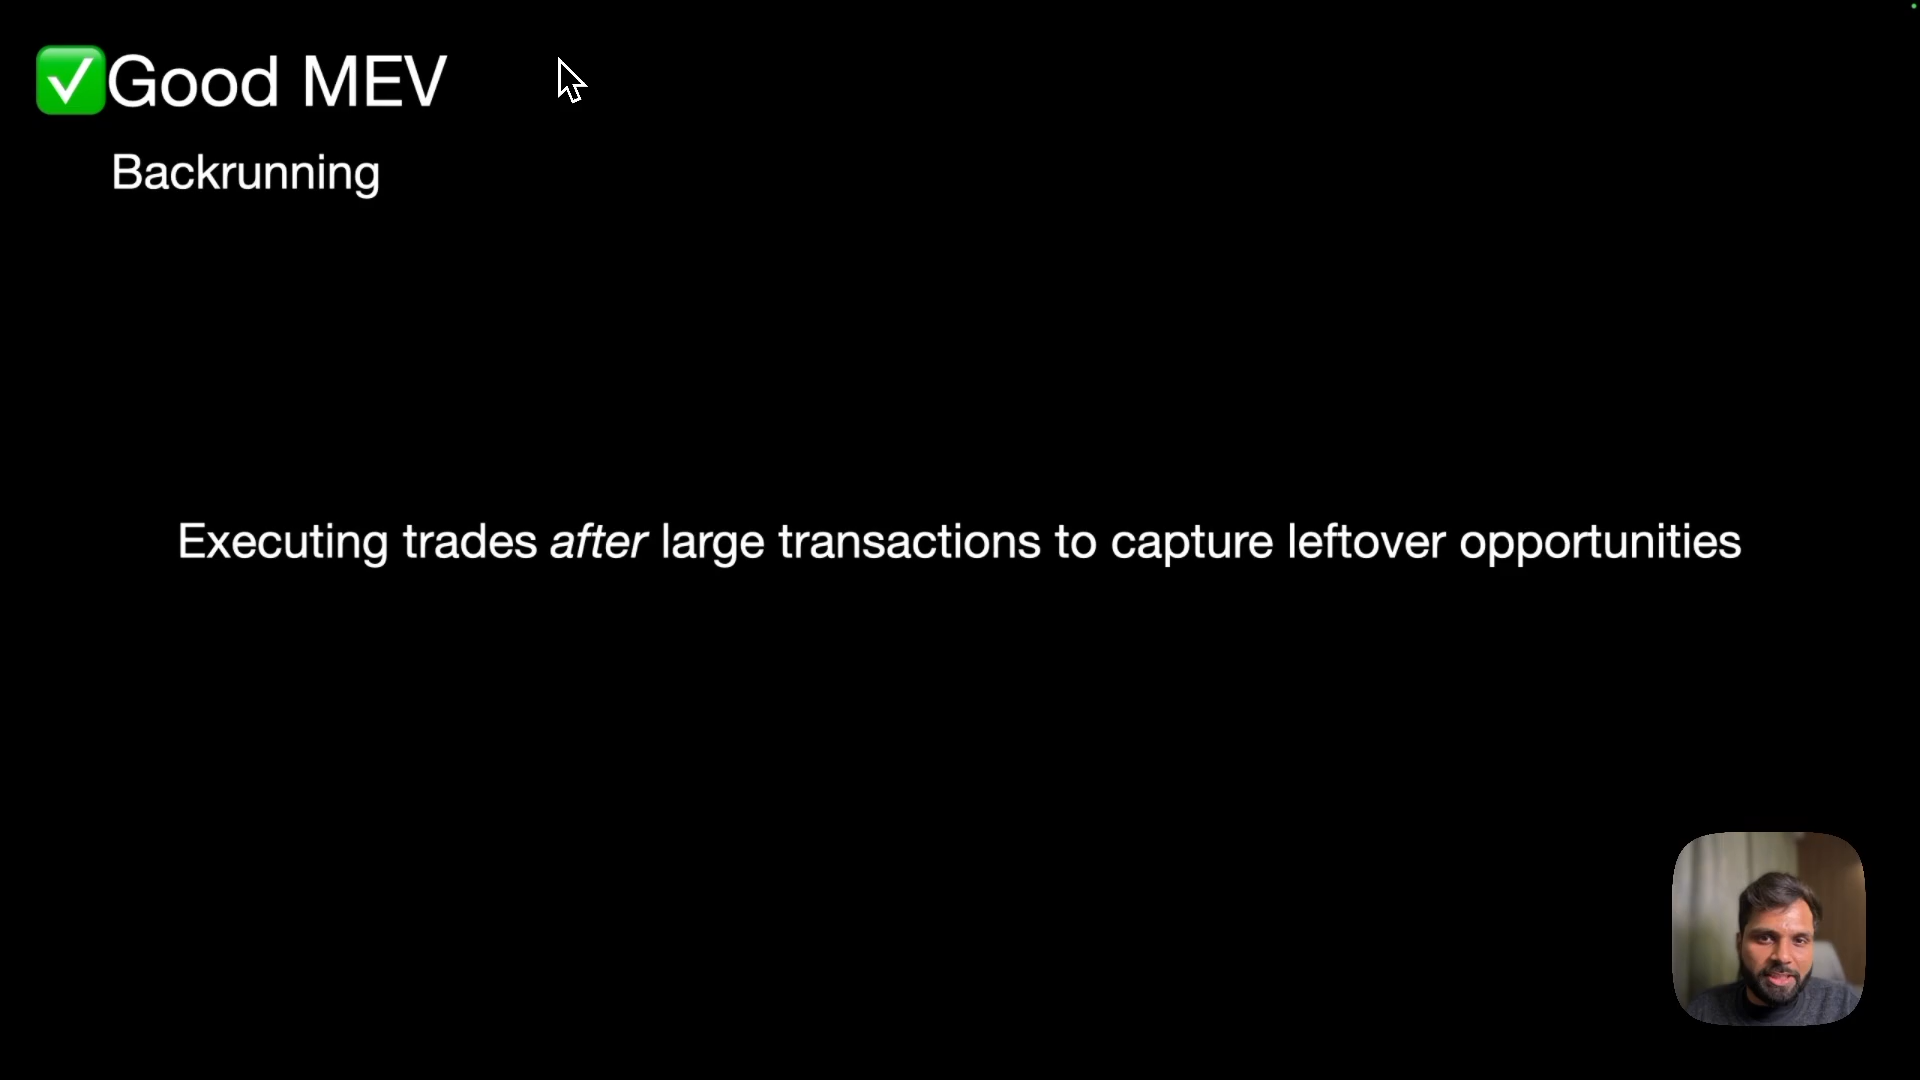 ✅Good MEV
Backrunning
Executing trades after large transactions to capture leftover opportunities